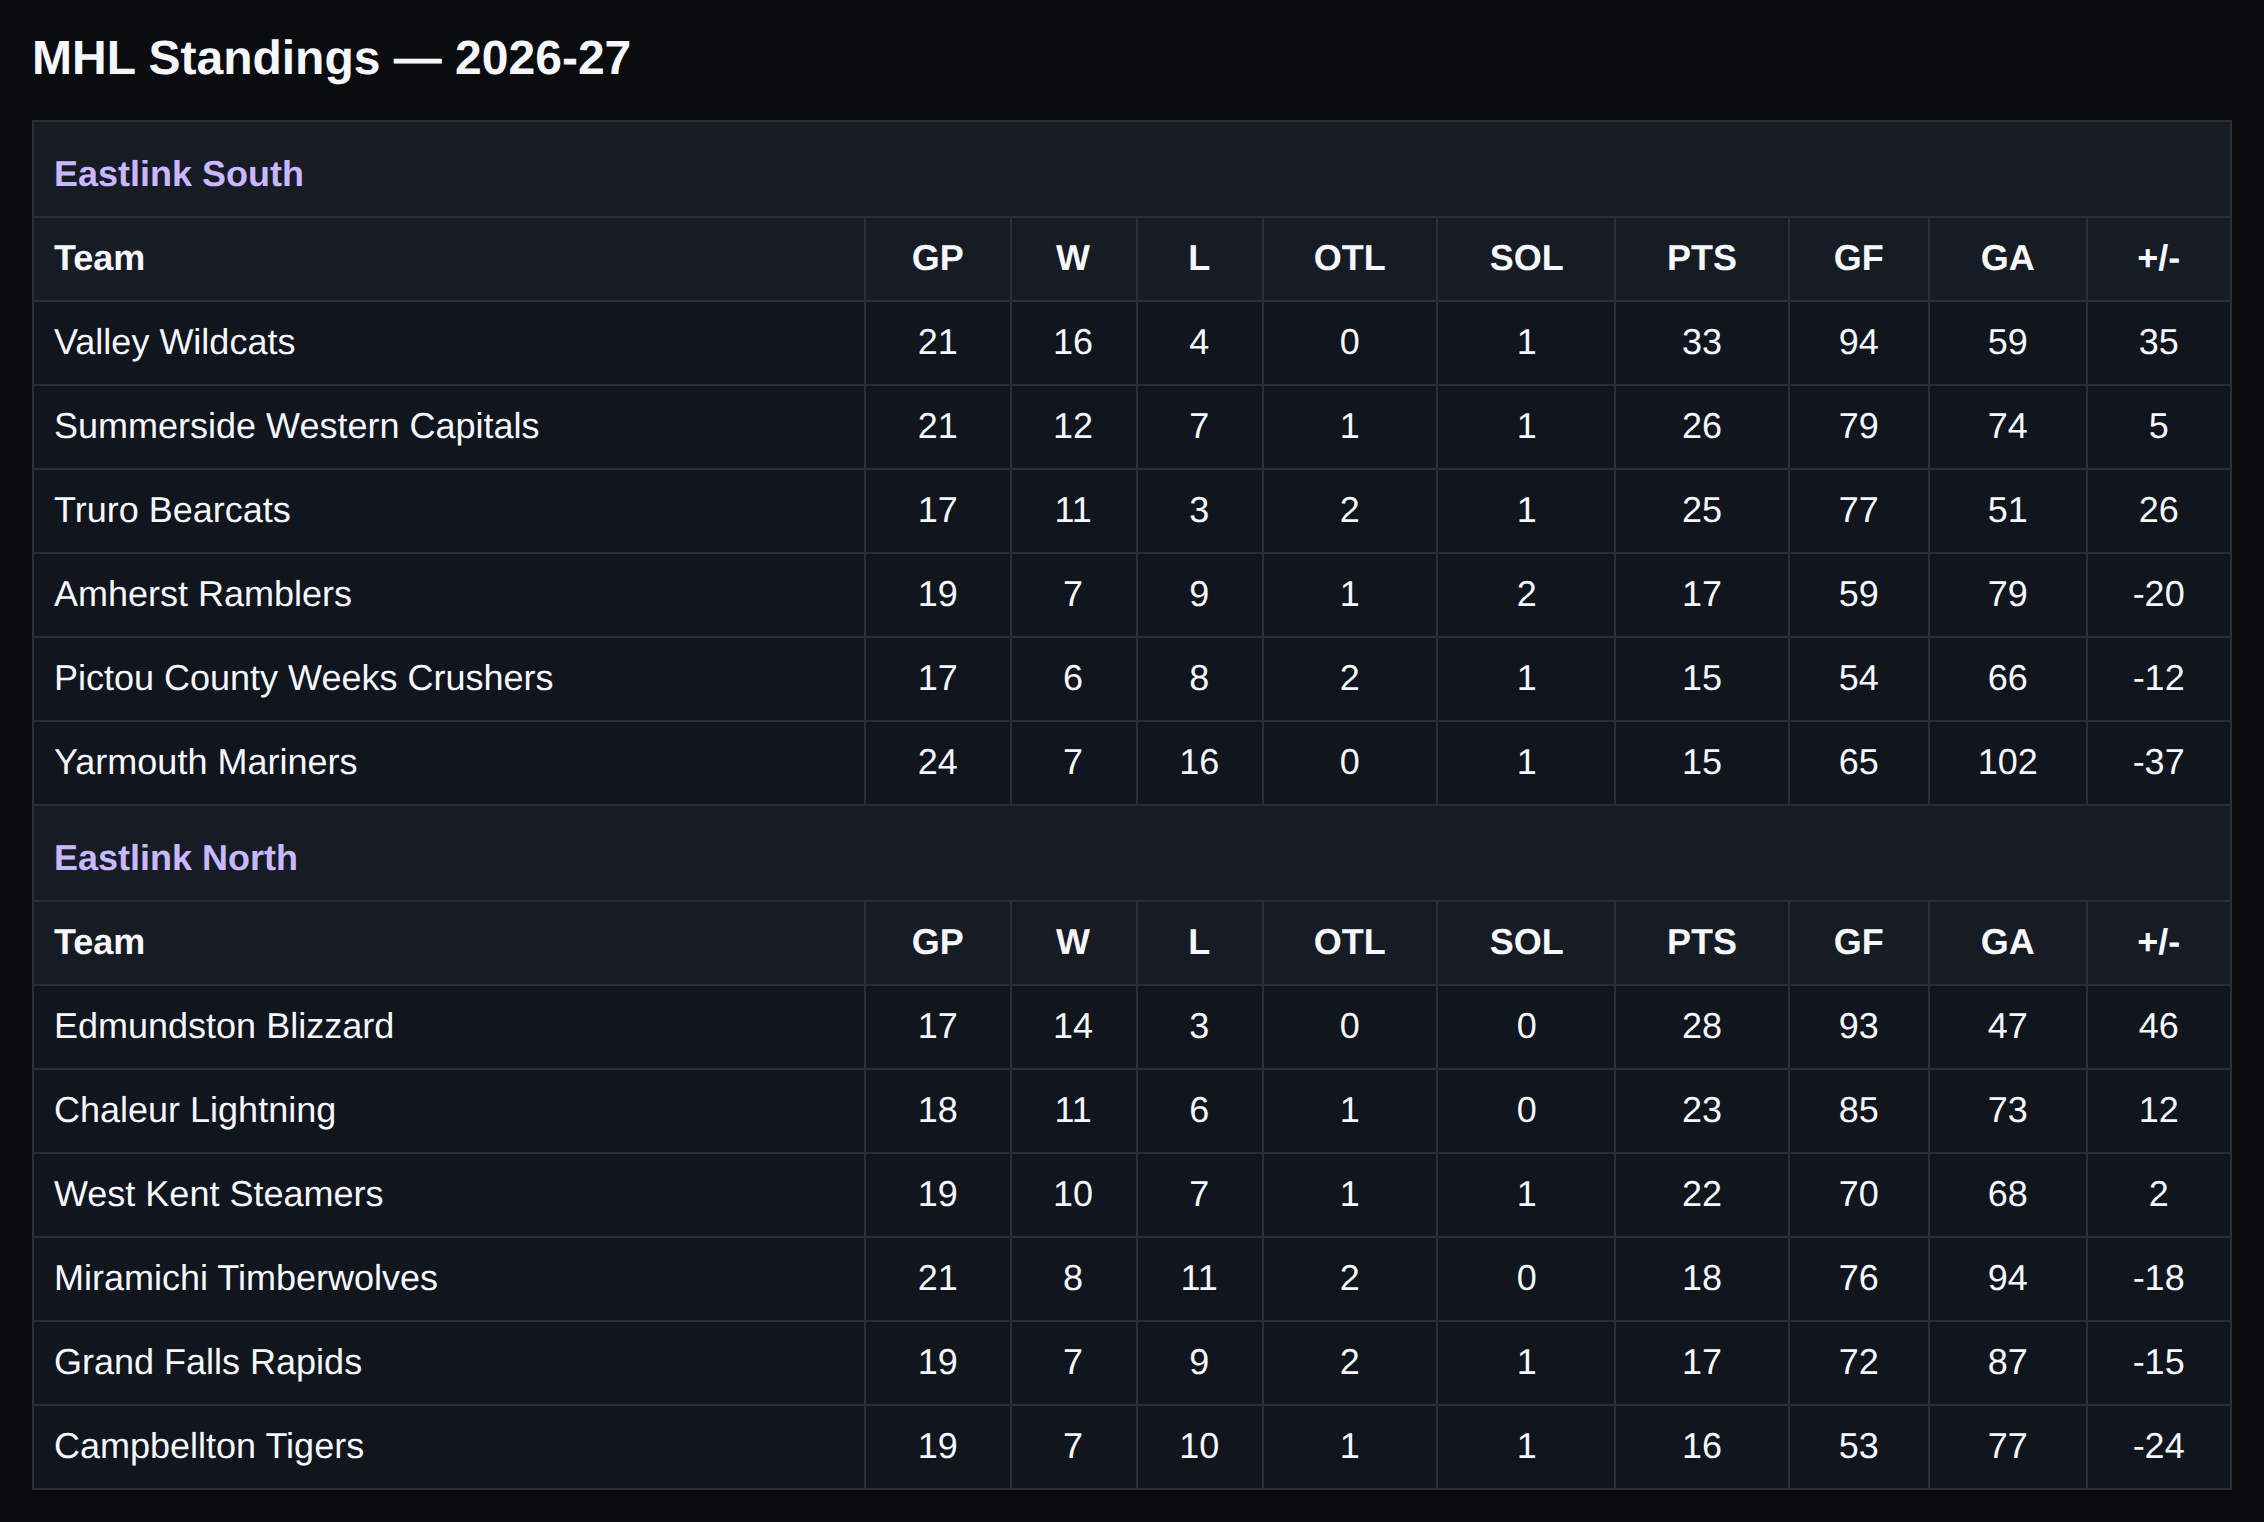 MHL Standings — 2026-27
Eastlink South
Team GP W L OTL SOL PTS GF GA +/-
Valley Wildcats 21 16 4 0 1 33 94 59 35
Summerside Western Capitals 21 12 7 1 1 26 79 74 5
Truro Bearcats 17 11 3 2 1 25 77 51 26
Amherst Ramblers 19 7 9 1 2 17 59 79 -20
Pictou County Weeks Crushers 17 6 8 2 1 15 54 66 -12
Yarmouth Mariners 24 7 16 0 1 15 65 102 -37
Eastlink North
Team GP W L OTL SOL PTS GF GA +/-
Edmundston Blizzard 17 14 3 0 0 28 93 47 46
Chaleur Lightning 18 11 6 1 0 23 85 73 12
West Kent Steamers 19 10 7 1 1 22 70 68 2
Miramichi Timberwolves 21 8 11 2 0 18 76 94 -18
Grand Falls Rapids 19 7 9 2 1 17 72 87 -15
Campbellton Tigers 19 7 10 1 1 16 53 77 -24